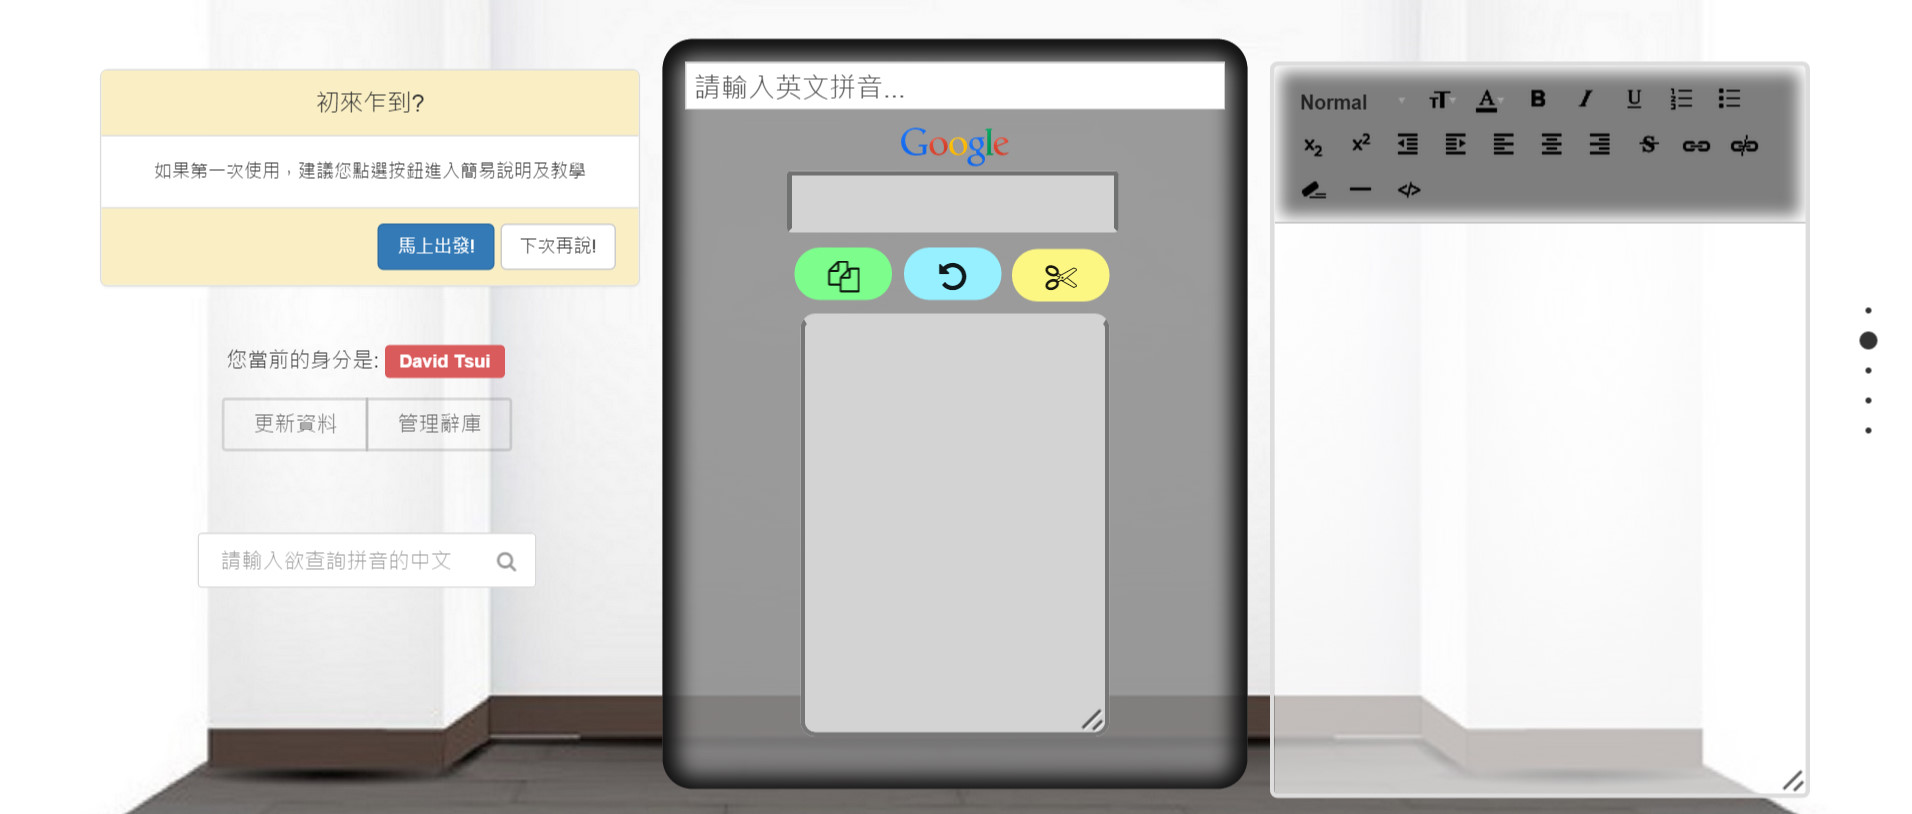 初來乍到?
如果第一次使用，建議您點選按鈕進入簡易說明及教學
馬上出發!
下次再說!
您當前的身分是: David Tsui
更新資料
管理辭庫
請輸入欲查詢拼音的中文
請輸入英文拼音...
Google
Normal